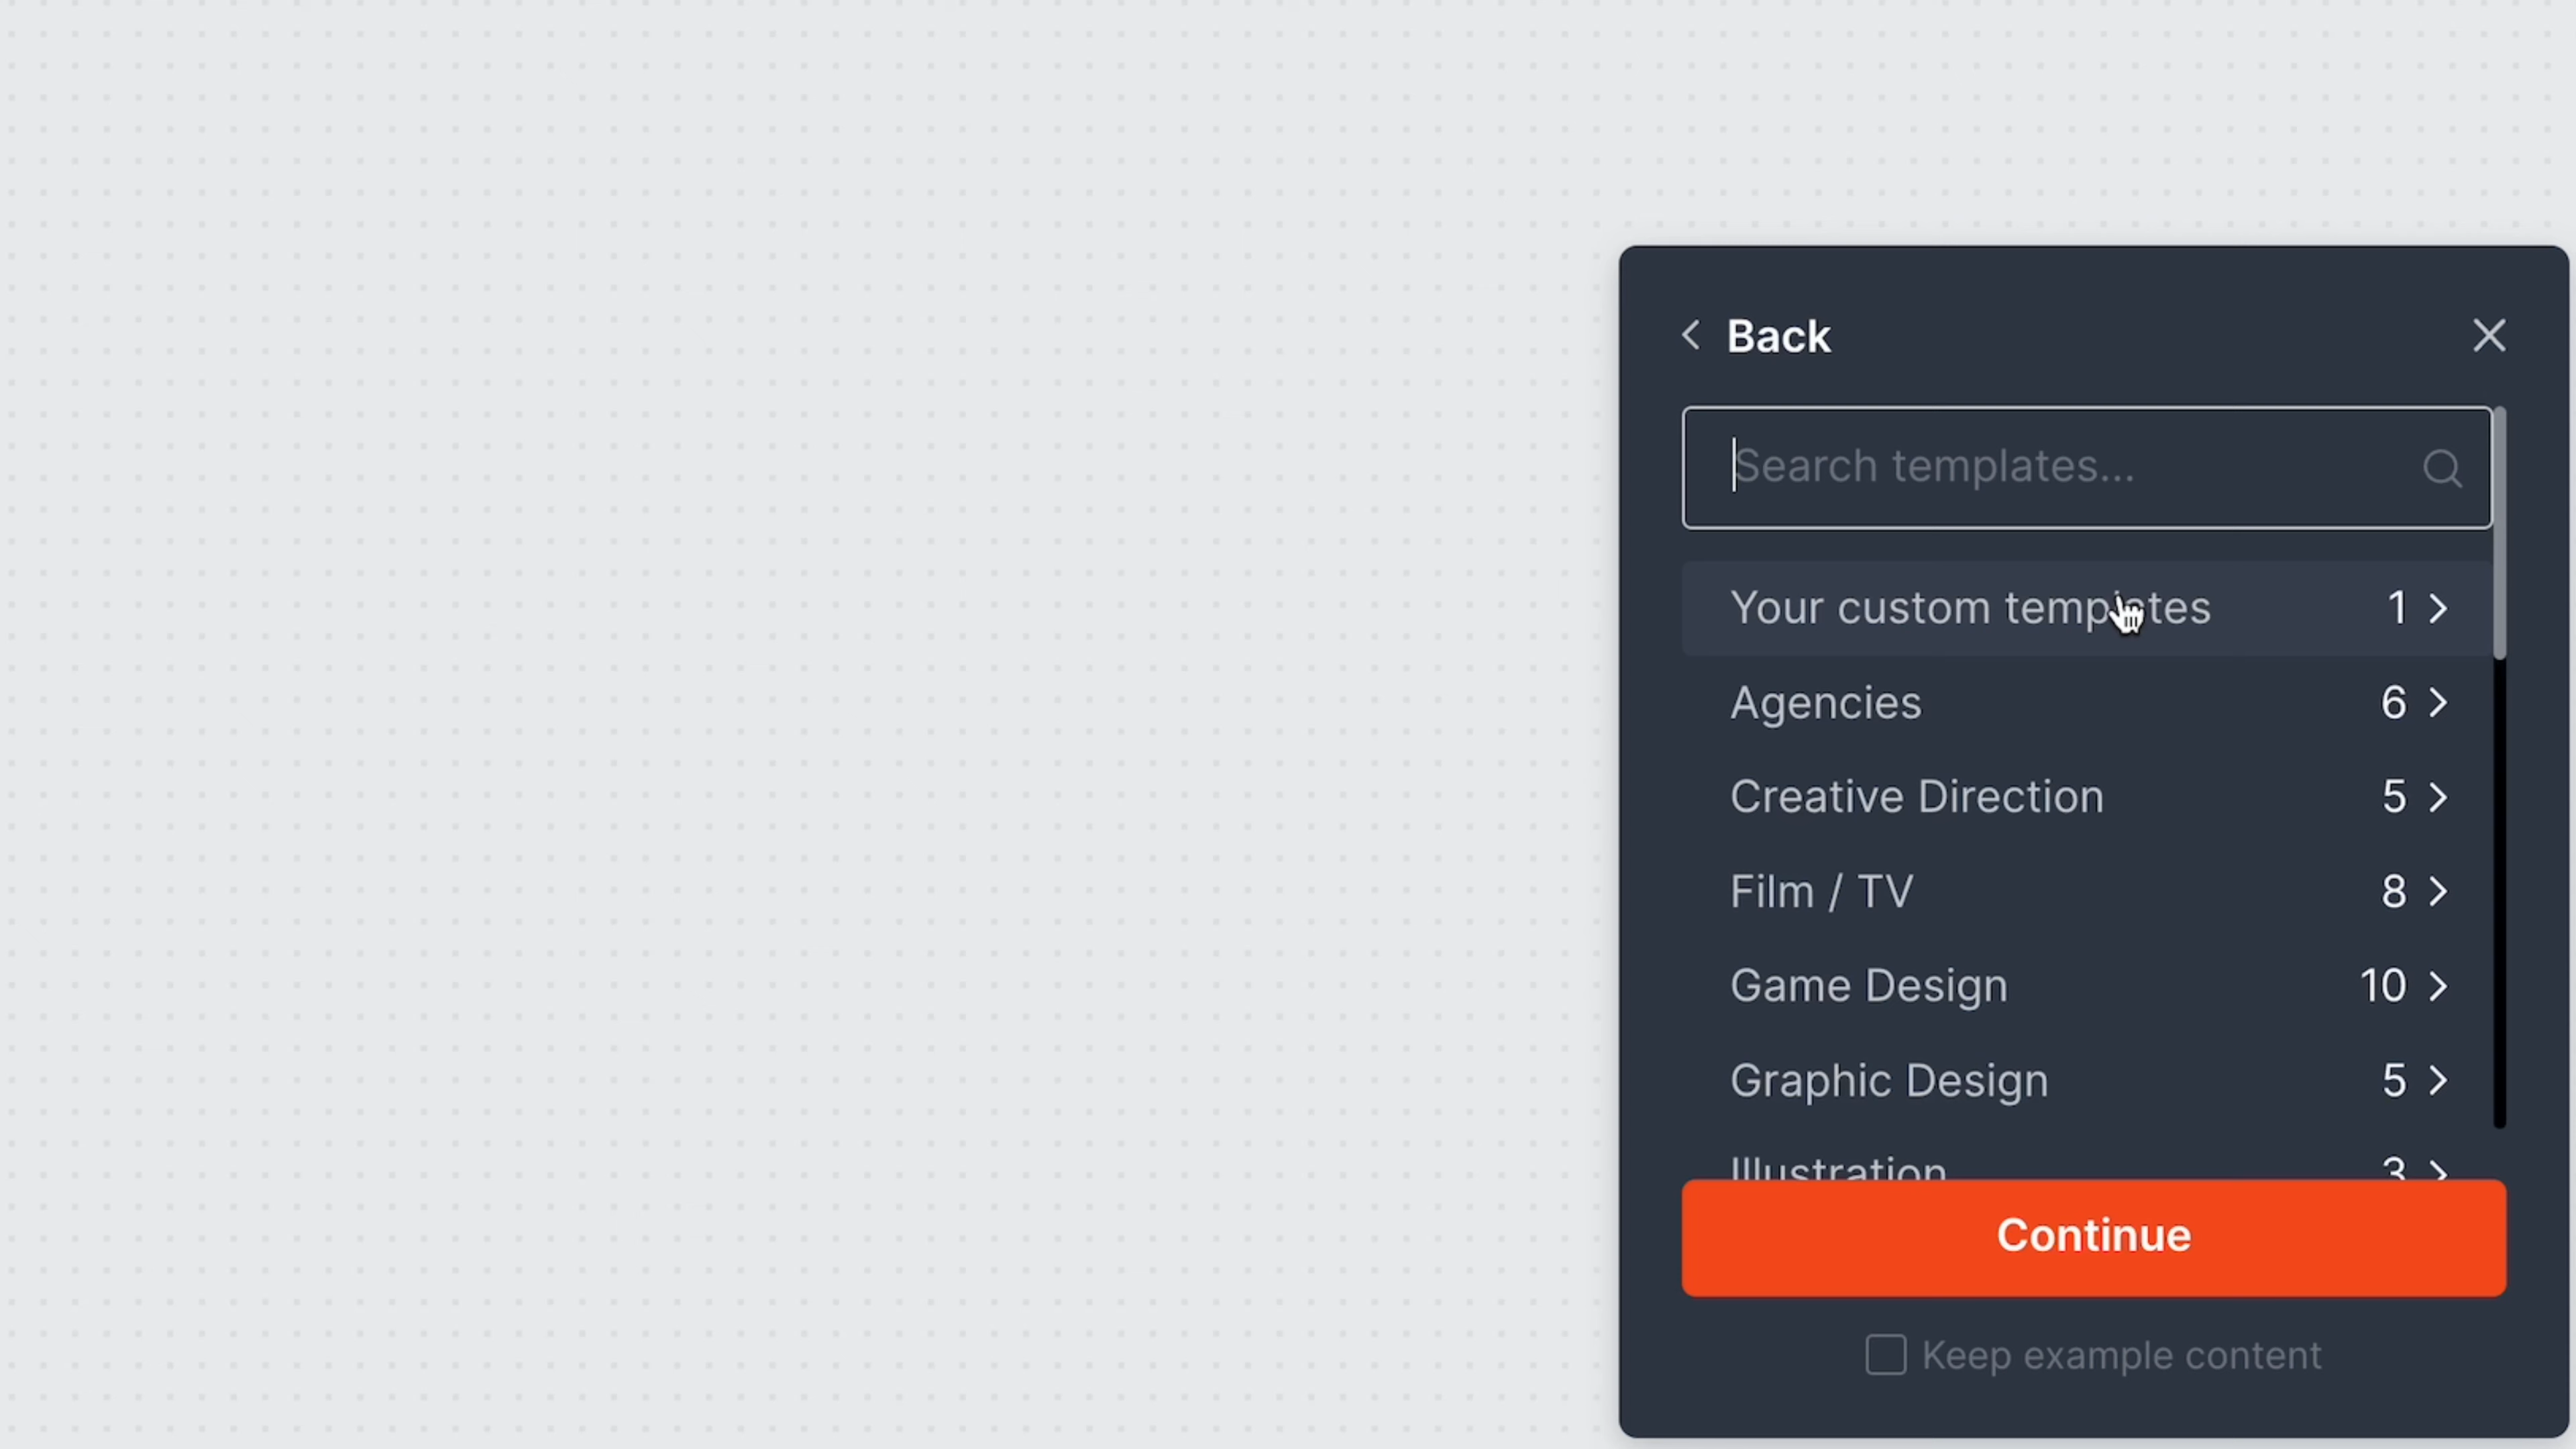 Back
Search templates...
Your custom templates 1
Agencies 6
Creative Direction 5
Film / TV 8
Game Design 10
Graphic Design 5
Illustration 3
Continue
Keep example content